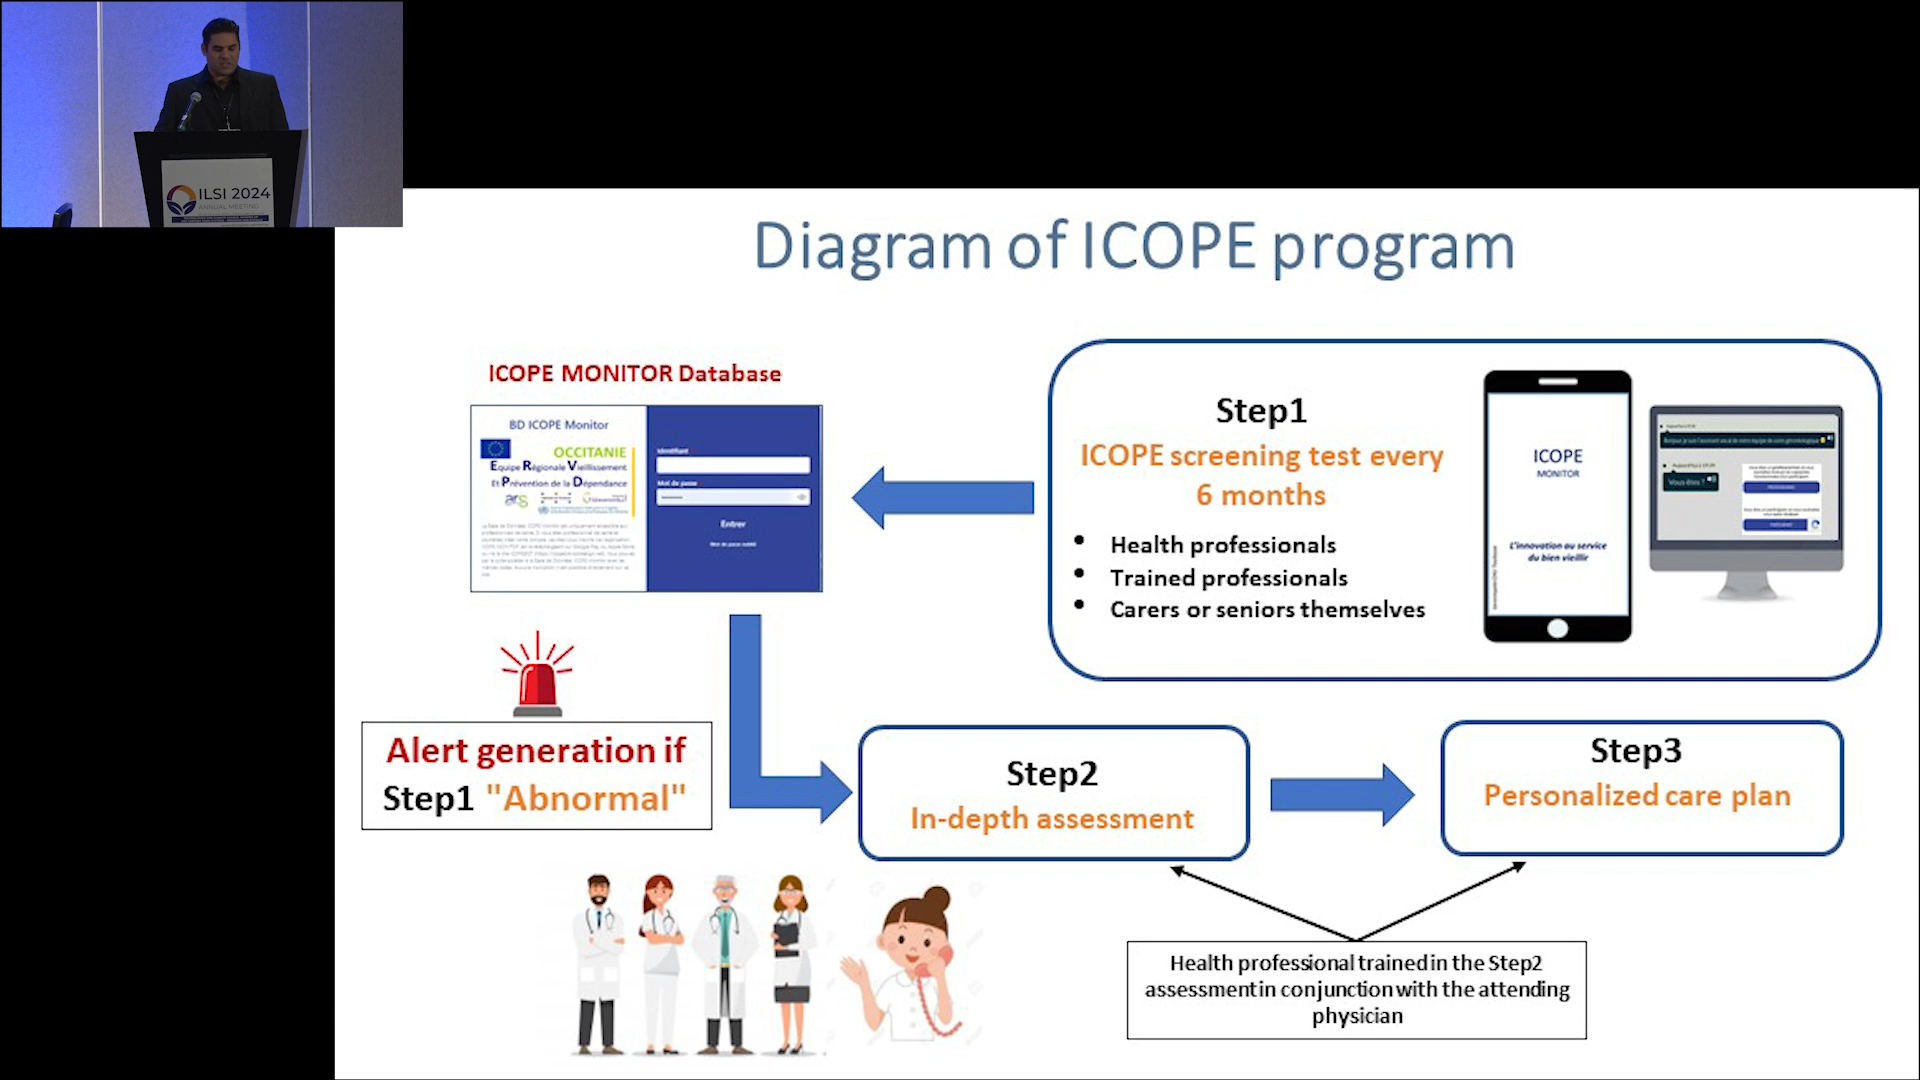 ILSI 2024
ANNUAL MEETING
Diagram of ICOPE program
ICOPE MONITOR Database
BD ICOPE Monitor
OCCITANIE
Equipe Régionale Vieillissement
Et Prévention de la Dépendance
ars
Identifiant
Mot de passe
Entrer
Step1
ICOPE screening test every
6 months
• Health professionals
• Trained professionals
• Carers or seniors themselves
ICOPE
MONITOR
L'innovation au service
du bien vieillir
Vous êtes ?
Alert generation if
Step1 "Abnormal"
Step2
In-depth assessment
Step3
Personalized care plan
Health professional trained in the Step2
assessment in conjunction with the attending
physician